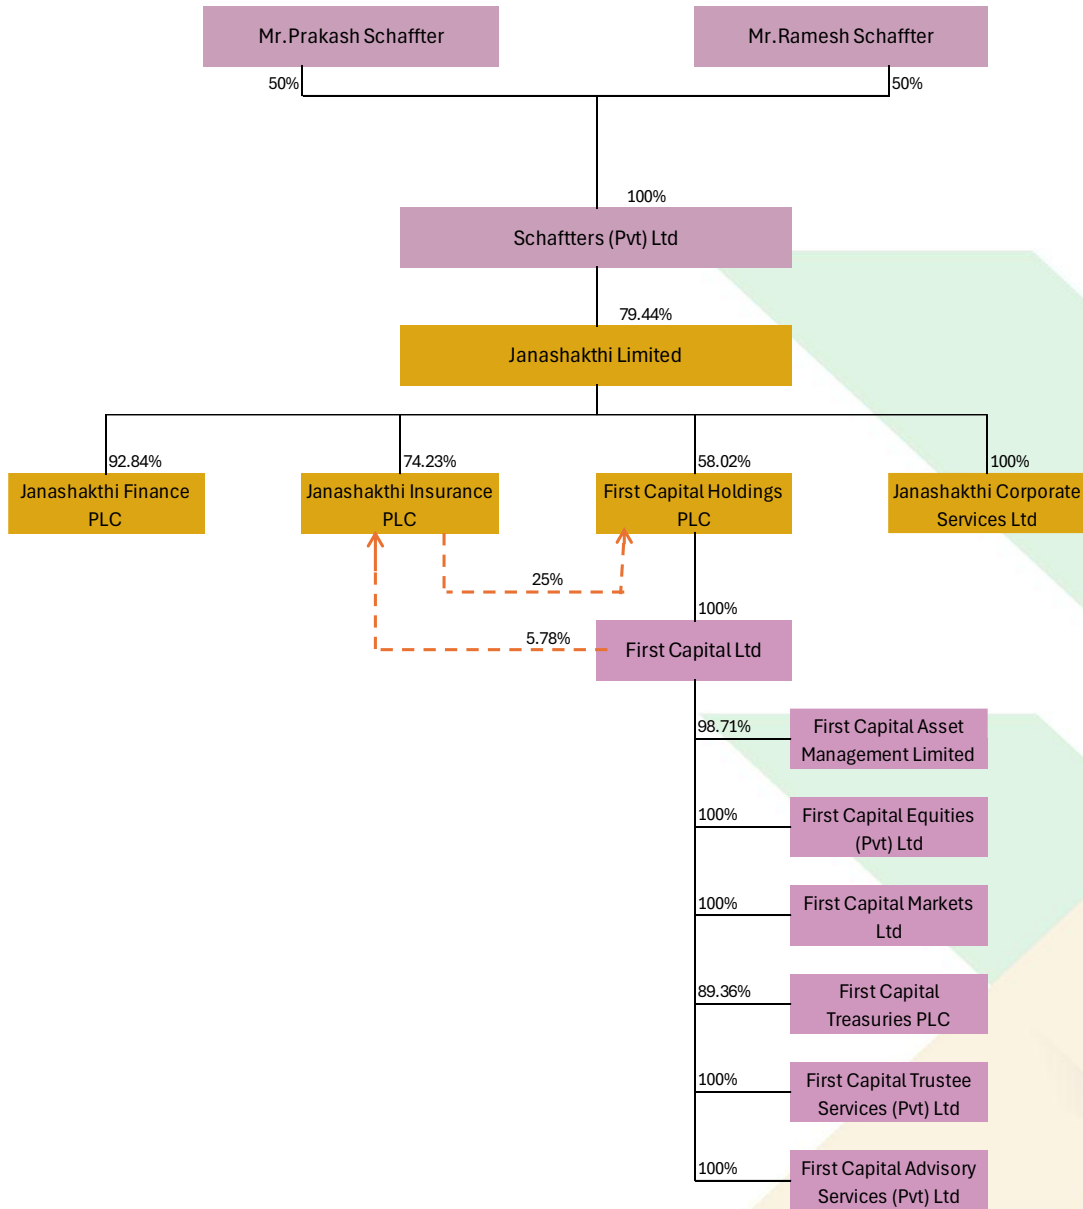 Mr.Prakash Schaffter
Mr.Ramesh Schaffter
50%
50%
100%
Schaftters (Pvt) Ltd
79.44%
Janashakthi Limited
92.84%
74.23%
58.02%
100%
Janashakthi Finance
PLC
Janashakthi Insurance
PLC
First Capital Holdings
PLC
Janashakthi Corporate
Services Ltd
25%
100%
5.78%
First Capital Ltd
98.71%
First Capital Asset
Management Limited
100%
First Capital Equities
(Pvt) Ltd
100%
First Capital Markets
Ltd
89.36%
First Capital
Treasuries PLC
100%
First Capital Trustee
Services (Pvt) Ltd
100%
First Capital Advisory
Services (Pvt) Ltd